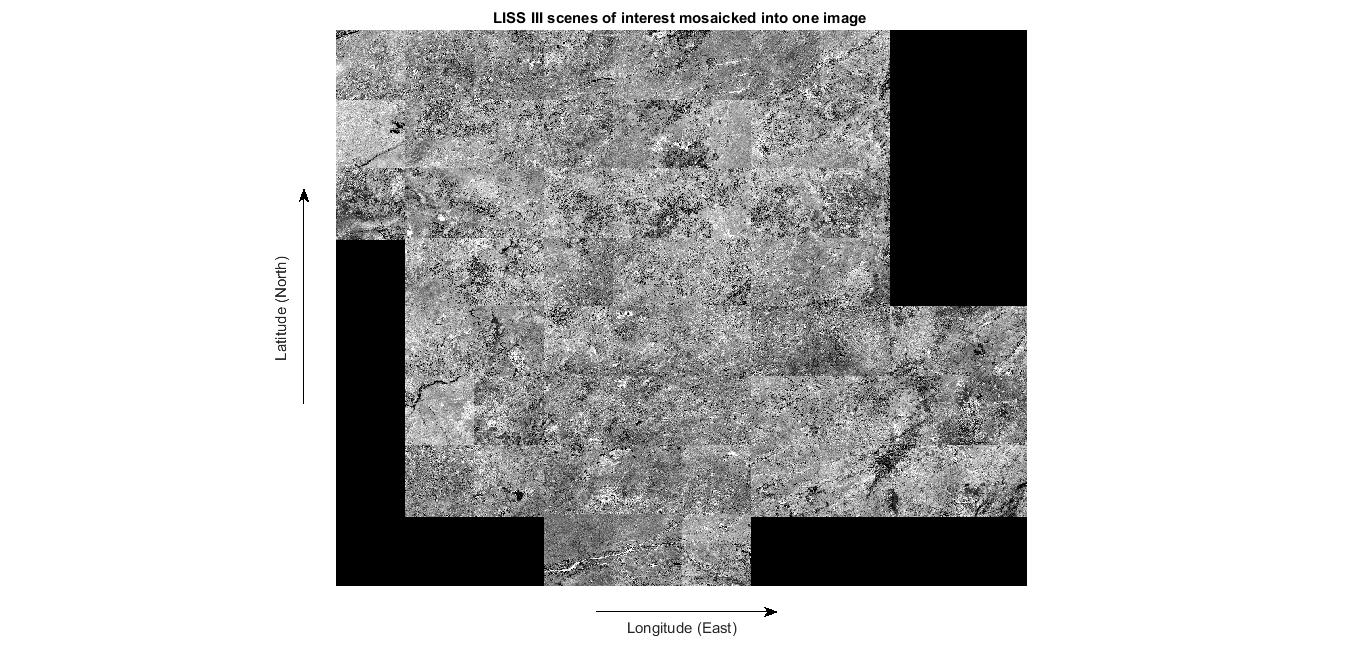 LISS III scenes of interest mosaicked into one image
Latitude (North)
Longitude (East)